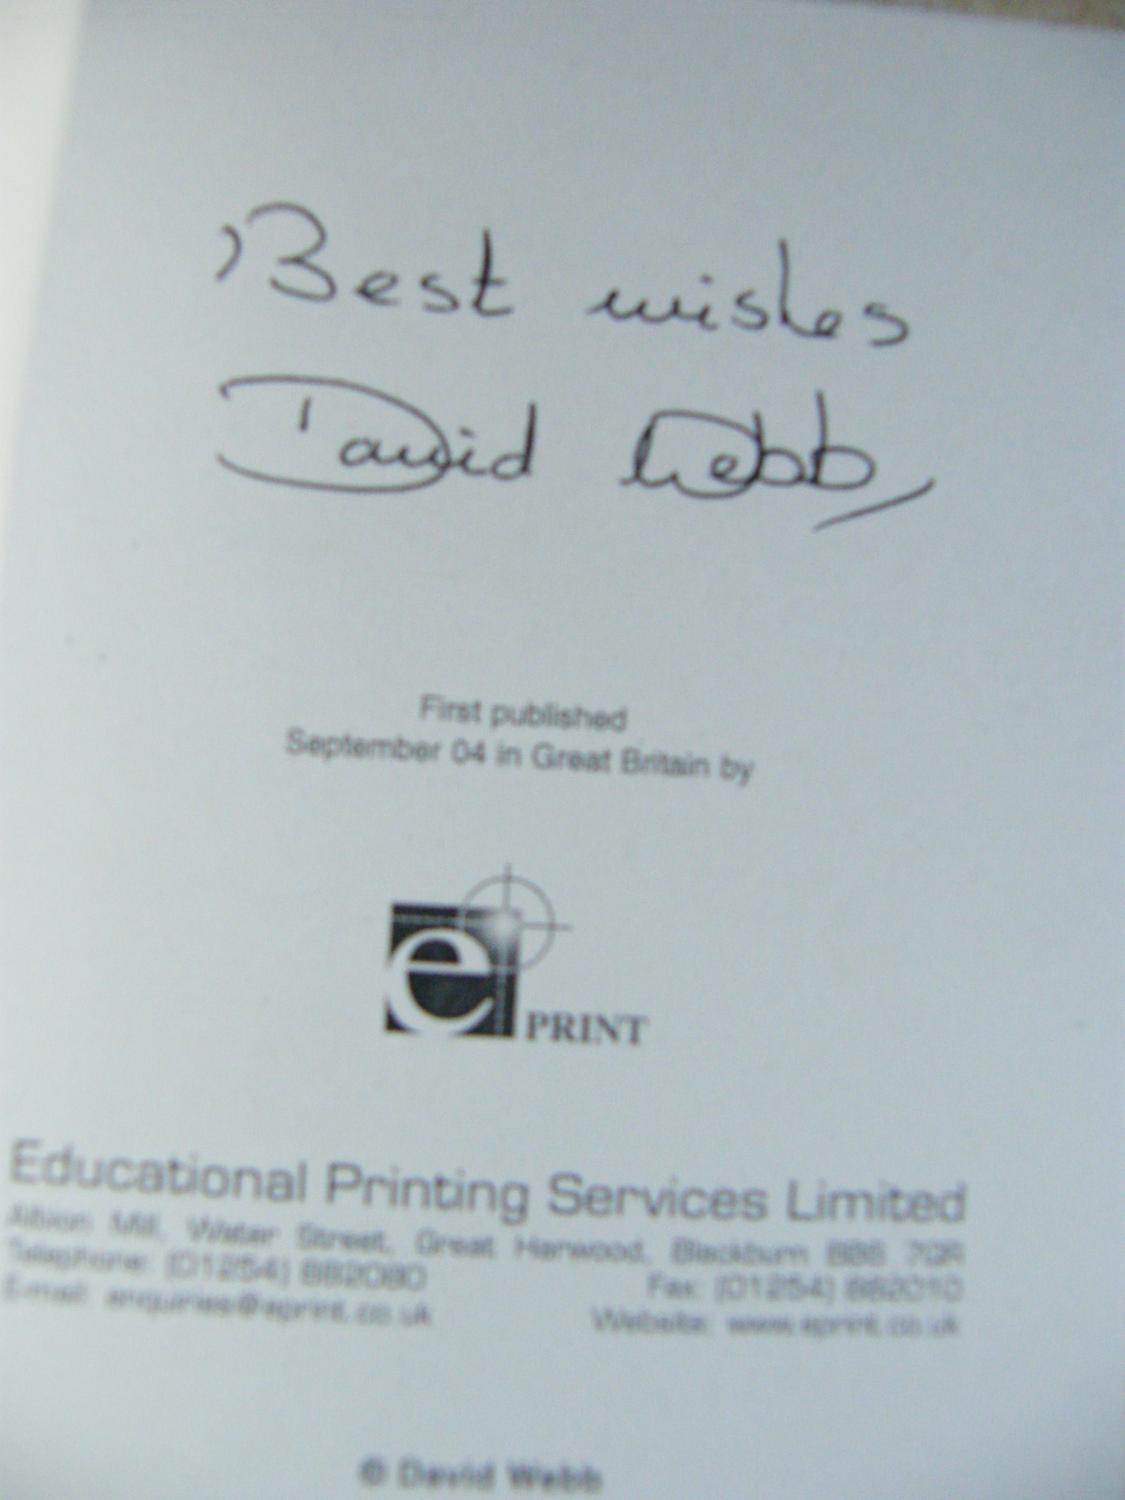 Best wishes
David Webb
First published
September 04 in Great Britain by
e PRINT
Educational Printing Services Limited
Albion Mill, Water Street, Great Harwood, Blackburn BB6 7QR
Telephone: (01254) 882080 Fax: (01254) 882010
E-mail: enquiries@eprint.co.uk Website: www.eprint.co.uk
© David Webb